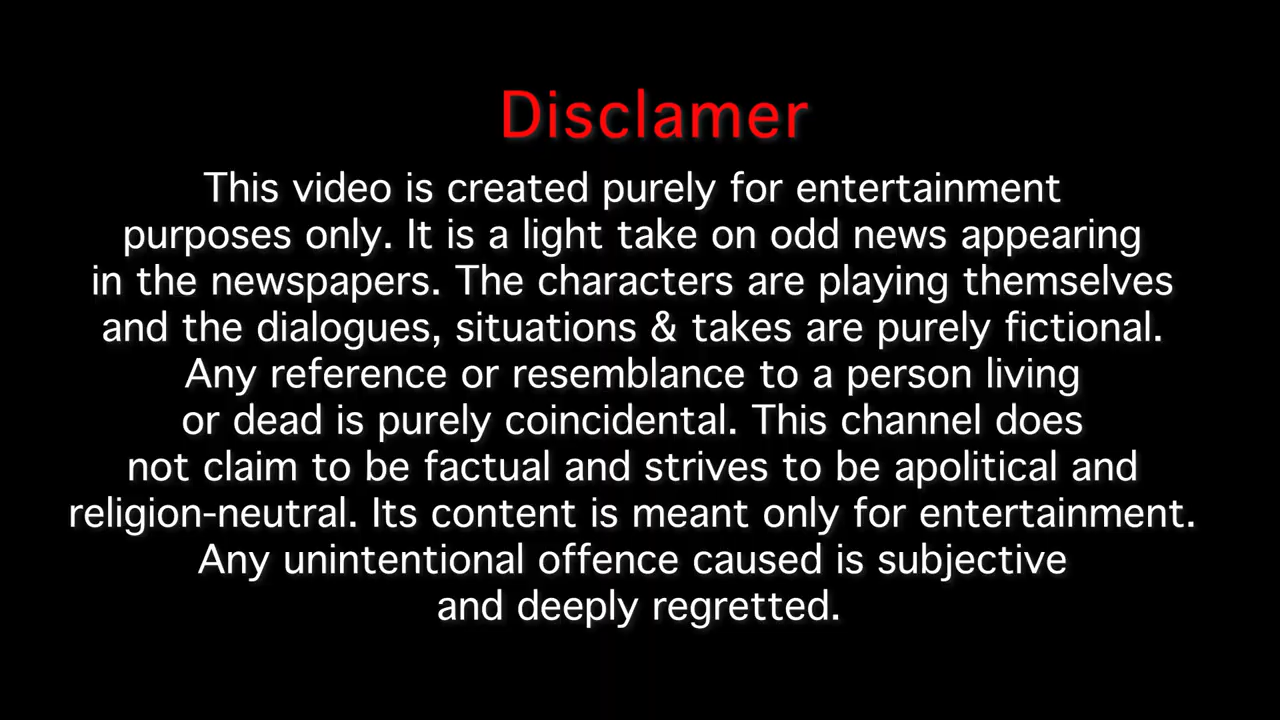 Disclamer
This video is created purely for entertainment
purposes only. It is a light take on odd news appearing
in the newspapers. The characters are playing themselves
and the dialogues, situations & takes are purely fictional.
Any reference or resemblance to a person living
or dead is purely coincidental. This channel does
not claim to be factual and strives to be apolitical and
religion-neutral. Its content is meant only for entertainment.
Any unintentional offence caused is subjective
and deeply regretted.